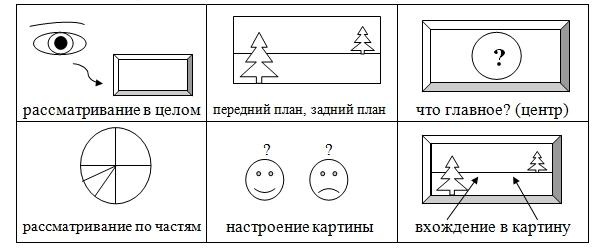 рассматривание в целом
передний план, задний план
?
что главное? (центр)
рассматривание по частям
? ?
настроение картины
вхождение в картину